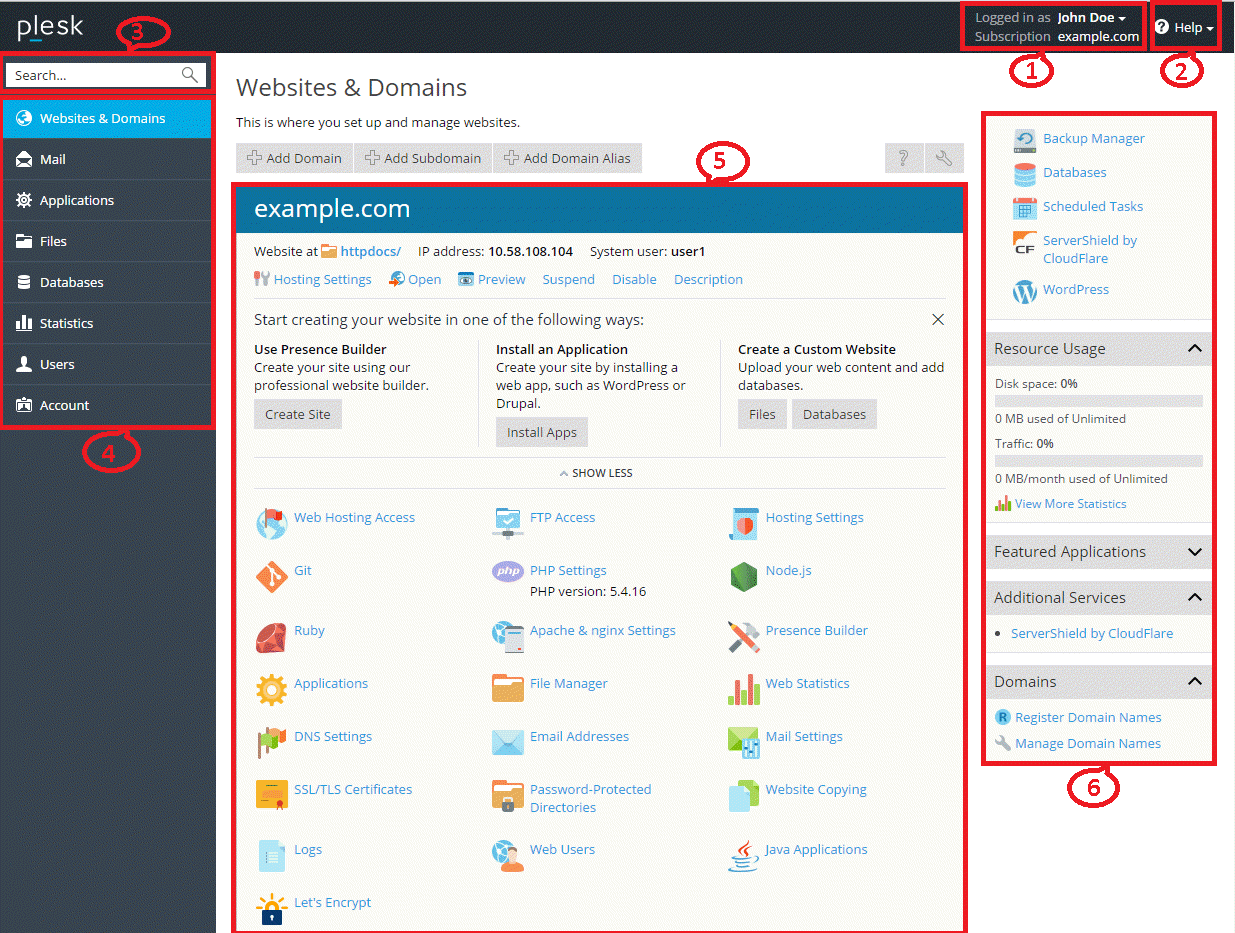 plesk
3
Logged in as John Doe
Subscription example.com
Help
1
2
Search...
Websites & Domains
Mail
Applications
Files
Databases
Statistics
Users
Account
4
Websites & Domains
This is where you set up and manage websites.
Add Domain
Add Subdomain
Add Domain Alias
?
5
example.com
Website at httpdocs/ IP address: 10.58.108.104 System user: user1
Hosting Settings Open Preview Suspend Disable Description
Start creating your website in one of the following ways:
Use Presence Builder
Create your site using our
professional website builder.
Create Site
Install an Application
Create your site by installing a
web app, such as WordPress or
Drupal.
Install Apps
Create a Custom Website
Upload your web content and add
databases.
Files
Databases
SHOW LESS
Web Hosting Access
FTP Access
Hosting Settings
Git
php
PHP Settings
PHP version: 5.4.16
Node.js
Ruby
Apache & nginx Settings
Presence Builder
Applications
File Manager
Web Statistics
DNS Settings
Email Addresses
Mail Settings
SSL/TLS Certificates
Password-Protected
Directories
Website Copying
Logs
Web Users
Java Applications
Let's Encrypt
Backup Manager
Databases
Scheduled Tasks
CF
ServerShield by
CloudFlare
WordPress
Resource Usage
Disk space: 0%
0 MB used of Unlimited
Traffic: 0%
0 MB/month used of Unlimited
View More Statistics
Featured Applications
Additional Services
ServerShield by CloudFlare
Domains
R Register Domain Names
Manage Domain Names
6